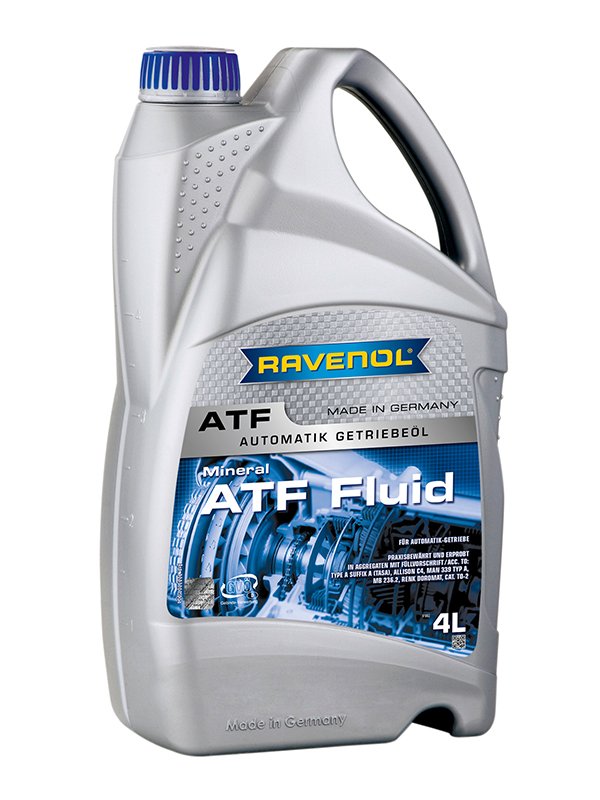 RAVENOL®
ATF
MADE IN GERMANY
AUTOMATIK GETRIEBEÖL
Mineral
ATF Fluid
FÜR AUTOMATIK-GETRIEBE
PRAXISBEWÄHRT UND ERPROBT
IN AGGREGATEN MIT FÜLLVORSCHRIFT/ACC. TO:
TYPE A SUFFIX A (TASA), ALLISON C4, MAN 339 TYP A,
MB 236.2, RENK DOROMAT, CAT. TO-2
EVO
4L
Made in Germany